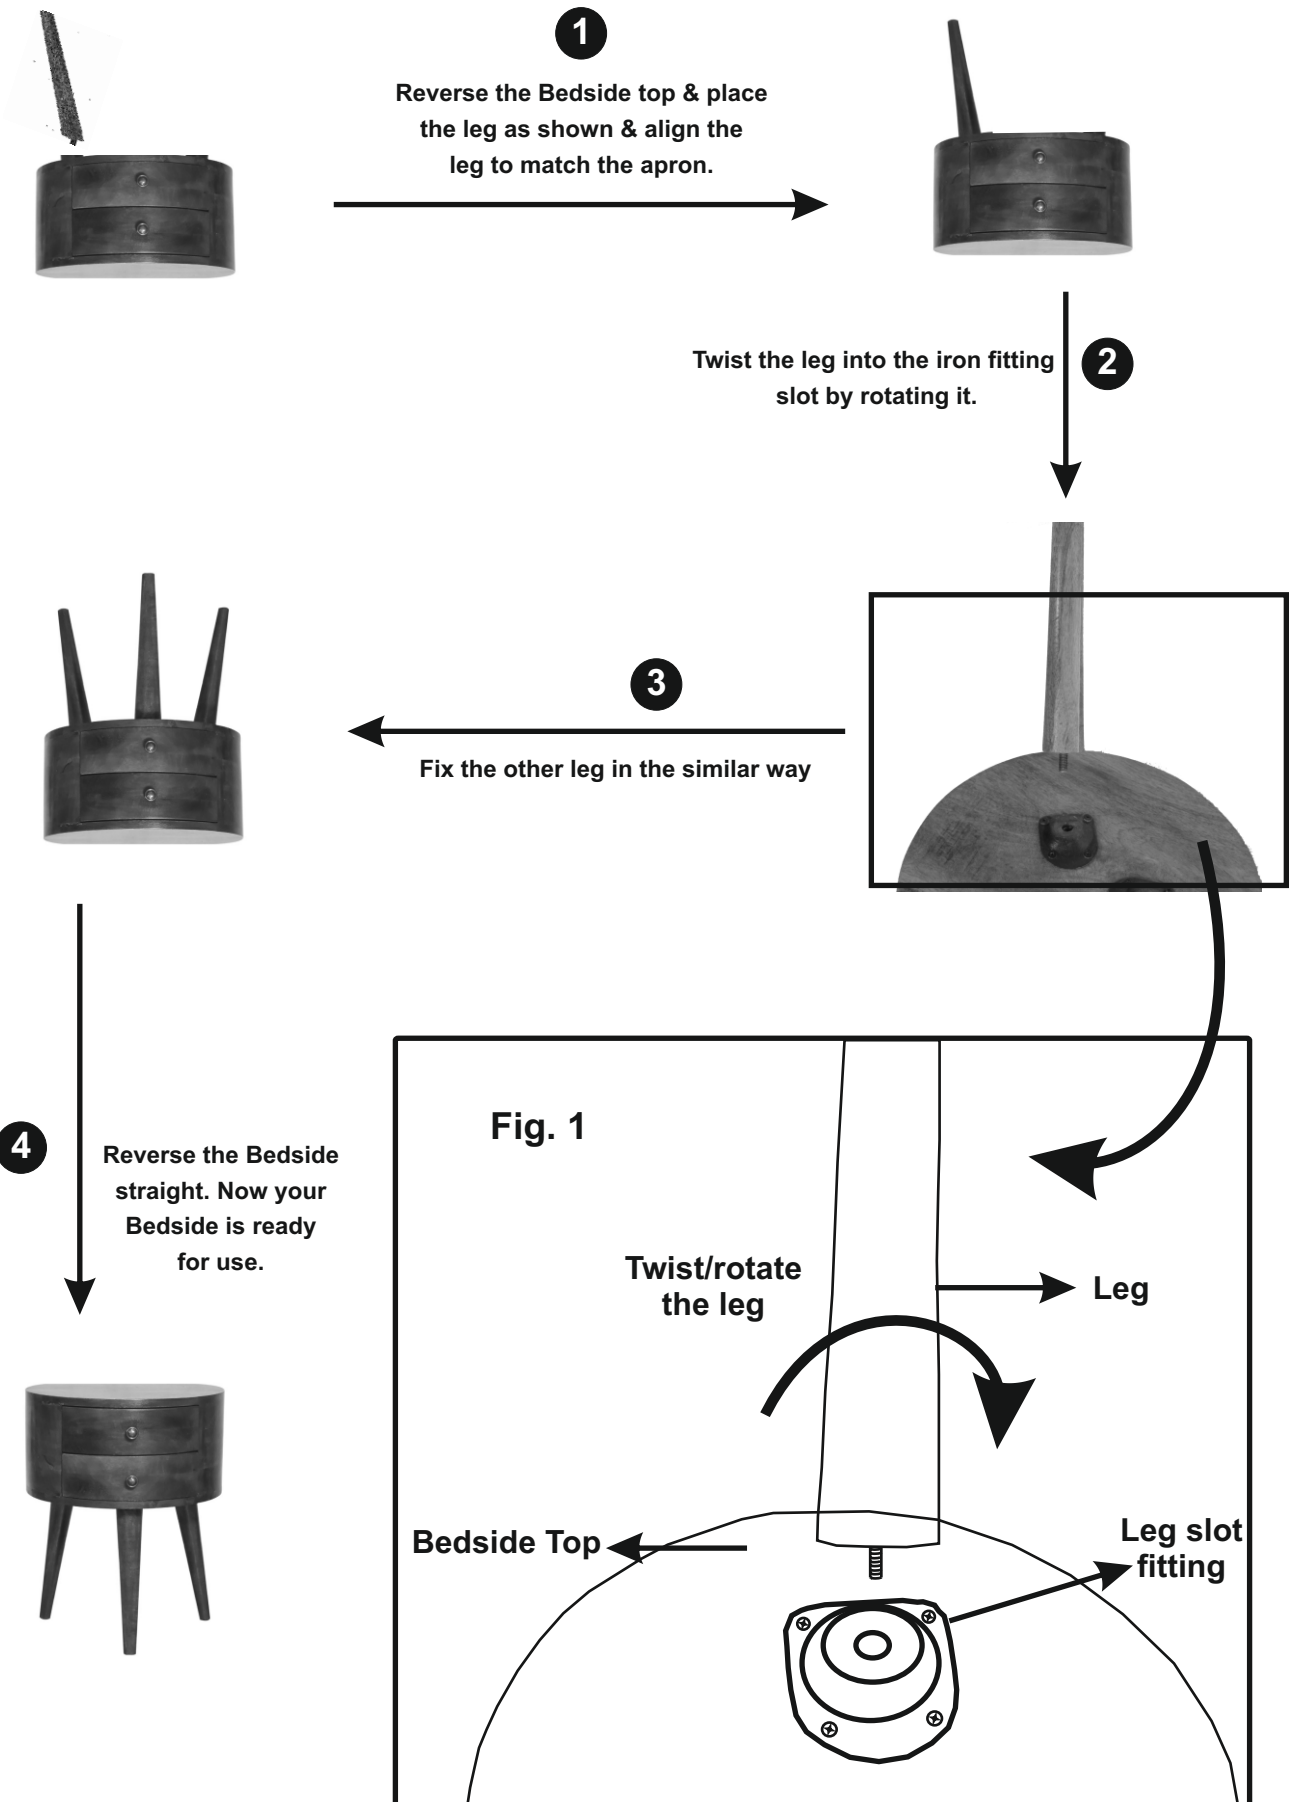 1
Reverse the Bedside top & place
the leg as shown & align the
leg to match the apron.
Twist the leg into the iron fitting
slot by rotating it.
2
3
Fix the other leg in the similar way
4
Reverse the Bedside
straight. Now your
Bedside is ready
for use.
Fig. 1
Twist/rotate
the leg
Leg
Bedside Top
Leg slot
fitting